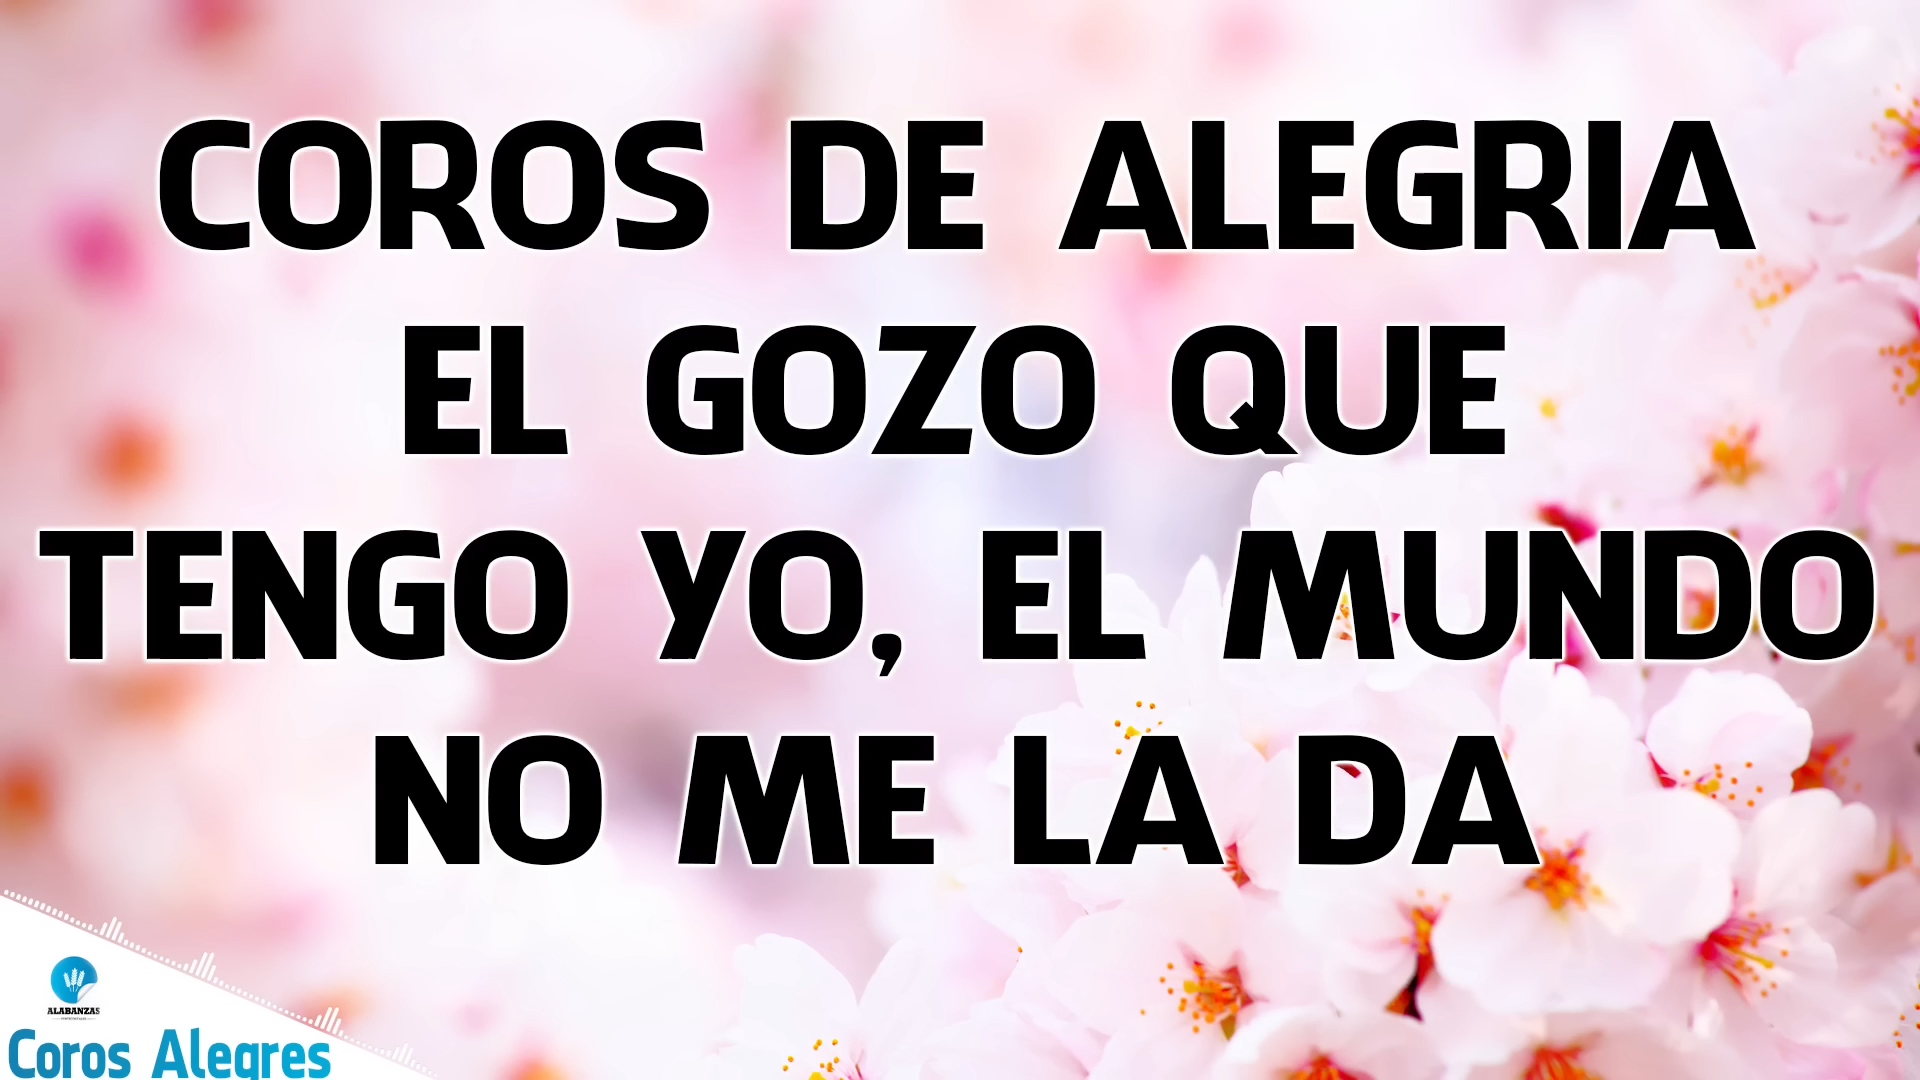 COROS DE ALEGRIA
EL GOZO QUE
TENGO YO, EL MUNDO
NO ME LA DA
ALABANZAS
Coros Alegres